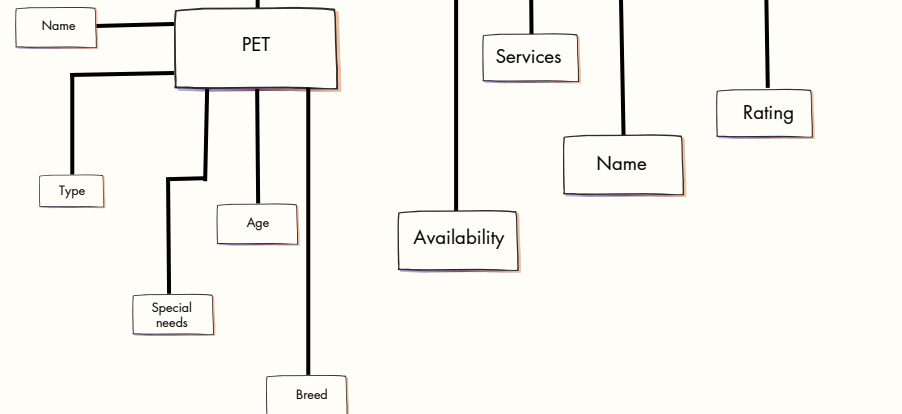 Name
PET
Services
Rating
Name
Type
Age
Availability
Special
needs
Breed